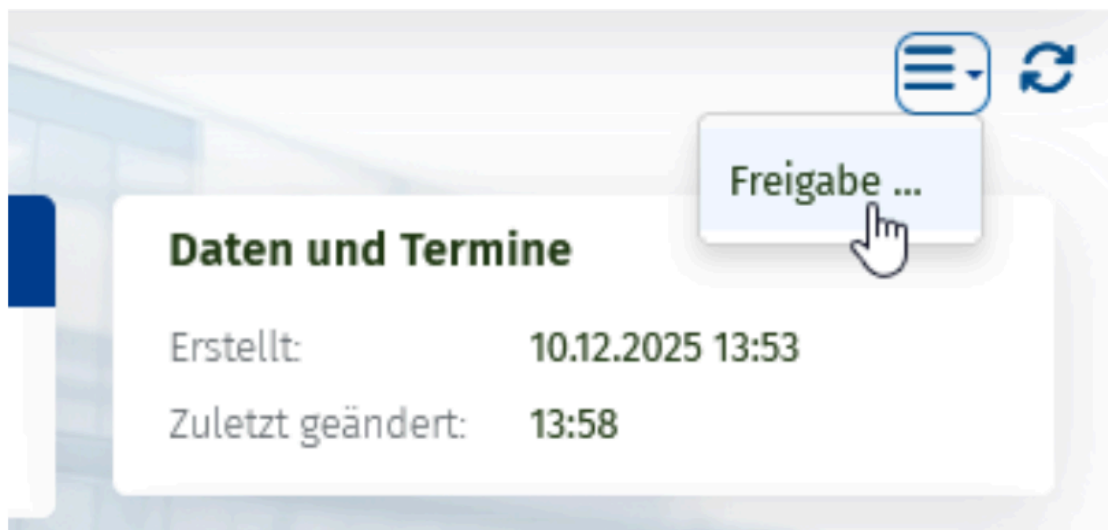 Freigabe ...
Daten und Termine
Erstellt: 10.12.2025 13:53
Zuletzt geändert: 13:58